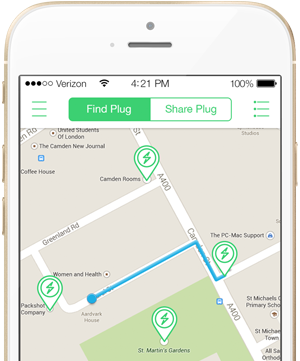 Verizon 4:21 PM 100%
Find Plug Share Plug
United Students
Of London
Studios
The Camden New Journal
Coffee House
Camden Rooms
A400
Greenland Rd
The PC-Mac Support
Women and Health
Packshot
Company
Aardvark
House
A400
St Michaels
Primary School
St. Martin's Gardens
All Sa
Orthodo